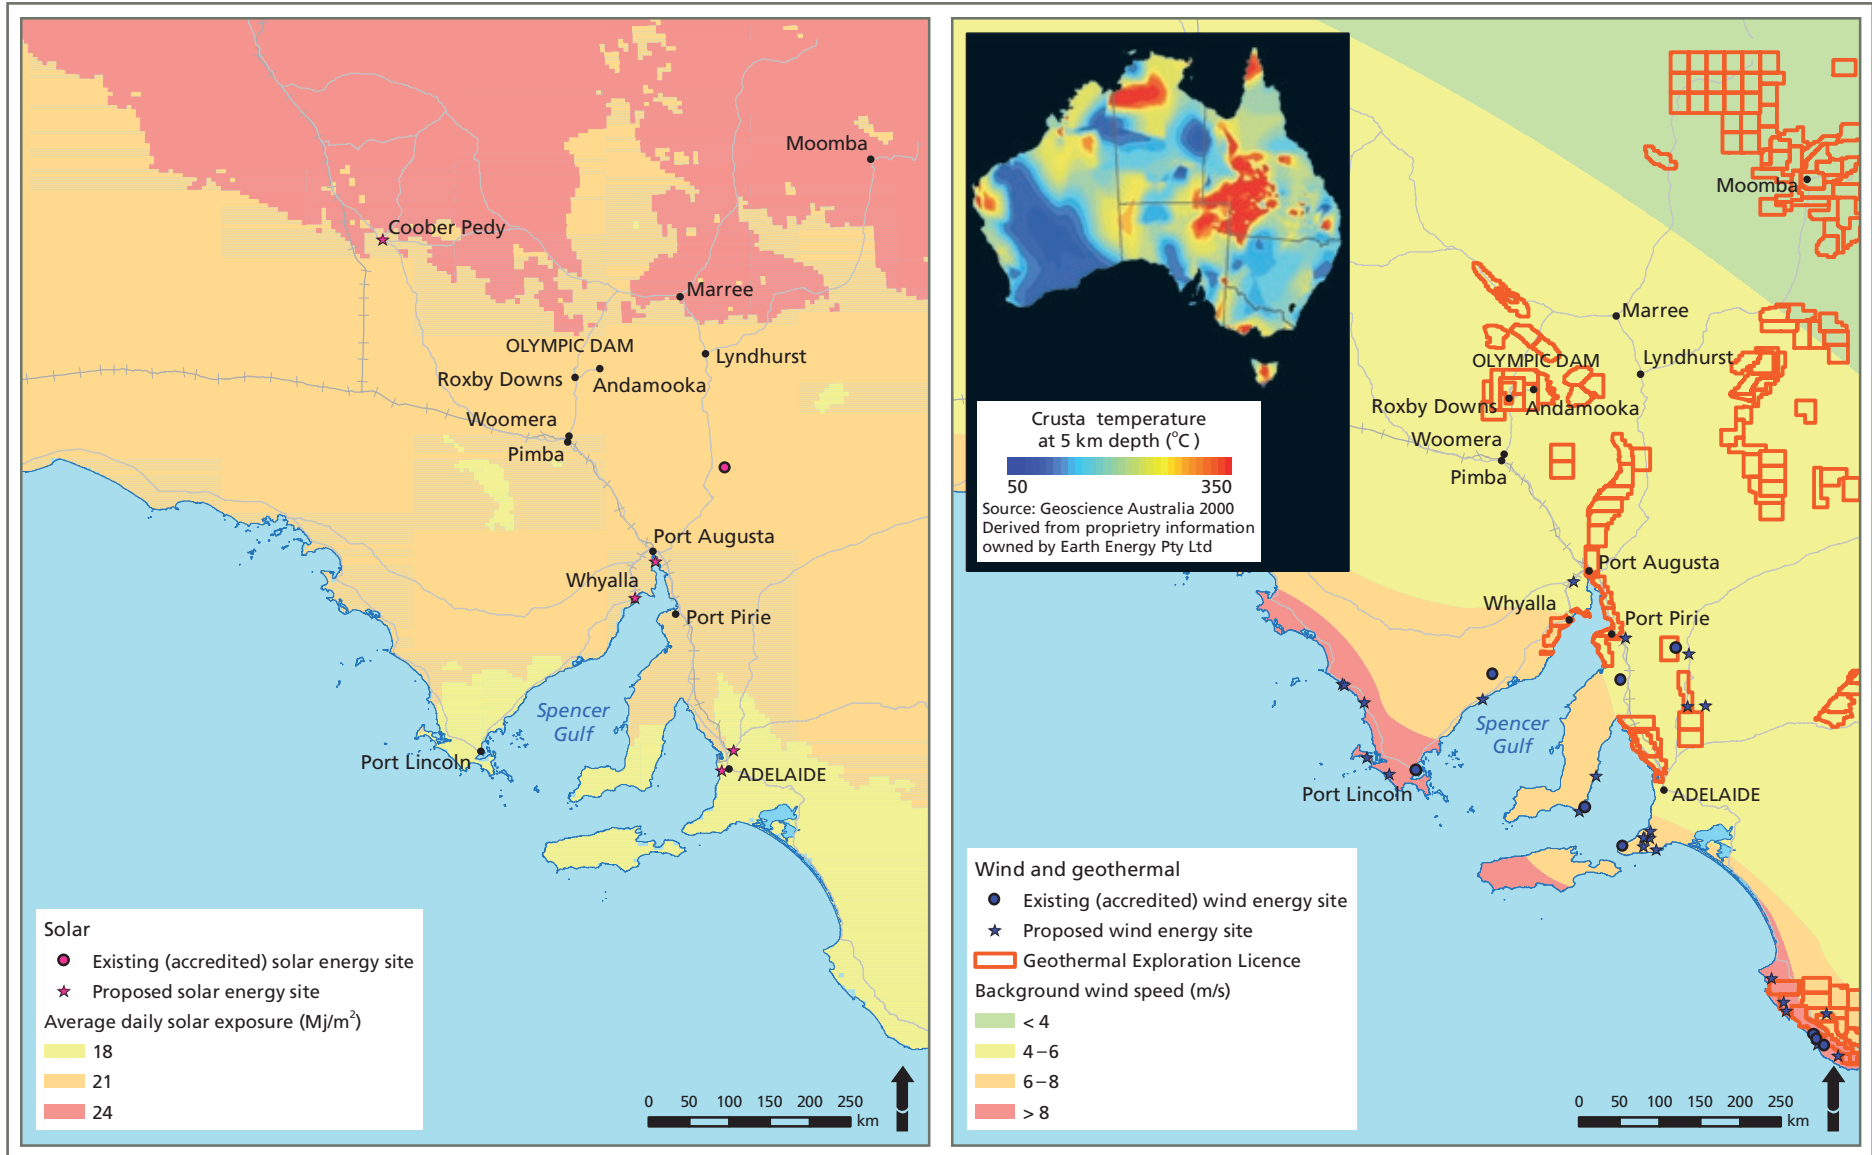 Moomba
Coober Pedy
Marree
OLYMPIC DAM
Lyndhurst
Roxby Downs
Andamooka
Woomera
Pimba
Port Augusta
Whyalla
Port Pirie
Spencer
Gulf
Port Lincoln
ADELAIDE
Solar
Existing (accredited) solar energy site
Proposed solar energy site
Average daily solar exposure (Mj/m²)
18
21
24
0 50 100 150 200 250
km
Moomba
Marree
OLYMPIC DAM
Lyndhurst
Roxby Downs
Andamooka
Woomera
Pimba
Crusta temperature
at 5 km depth (°C)
50 350
Source: Geoscience Australia 2000
Derived from proprietry information
owned by Earth Energy Pty Ltd
Port Augusta
Whyalla
Port Pirie
Spencer
Gulf
Port Lincoln
ADELAIDE
Wind and geothermal
Existing (accredited) wind energy site
Proposed wind energy site
Geothermal Exploration Licence
Background wind speed (m/s)
< 4
4–6
6–8
> 8
0 50 100 150 200 250
km